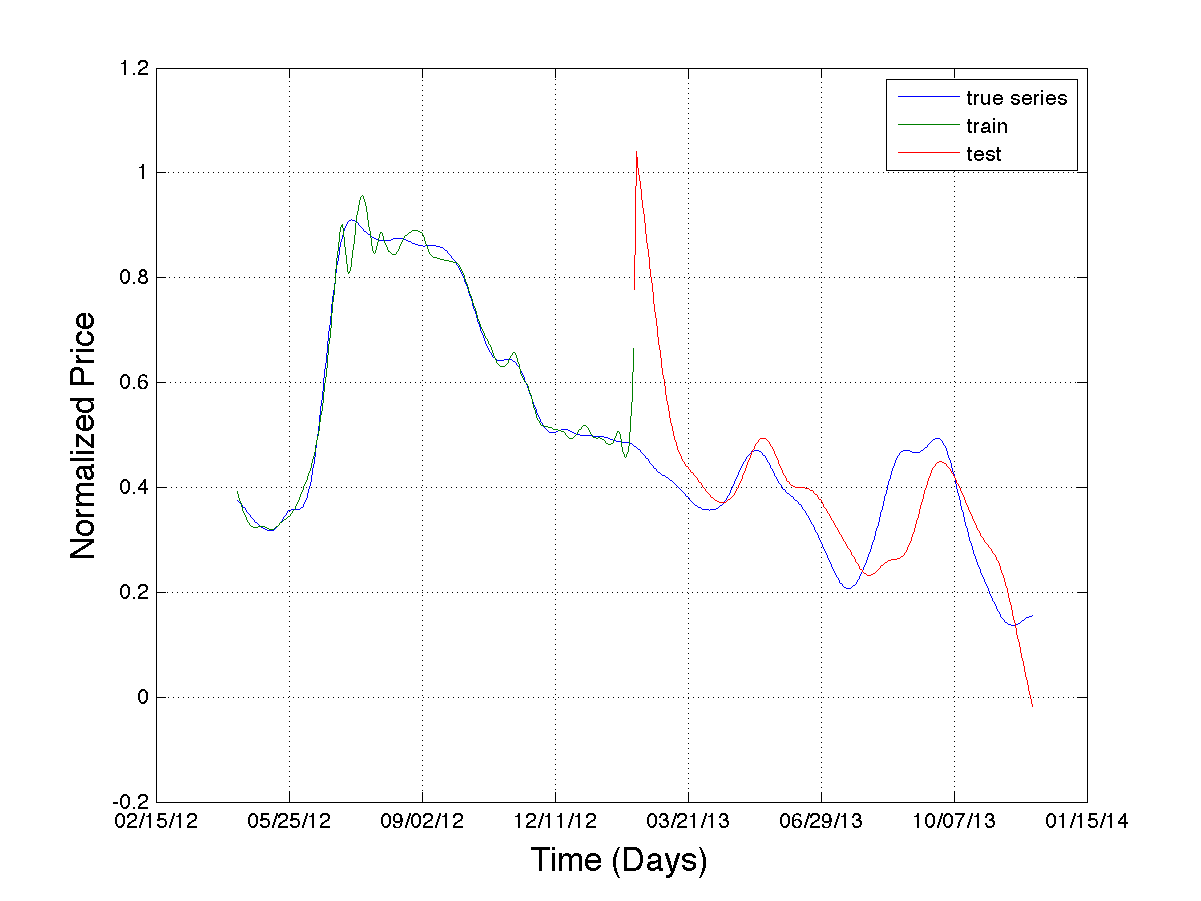 1.2
1
0.8
0.6
0.4
0.2
0
-0.2
Normalized Price
true series
train
test
02/15/12 05/25/12 09/02/12 12/11/12 03/21/13 06/29/13 10/07/13 01/15/14
Time (Days)